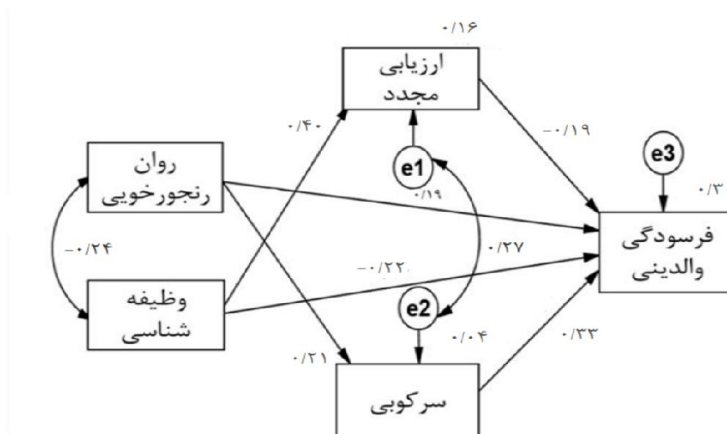 ۰/۱۶
ارزیابی
مجدد
۰/۴۰
-۰/۱۹
e3
e1
روان
رنجورخویی
۰/۱۹
۰/۳
فرسودگی
والدینی
-۰/۲۴
۰/۲۷
-۰/۲۲
وظیفه
شناسی
e2
۰/۰۴
۰/۳۳
۰/۲۱
سرکوبی